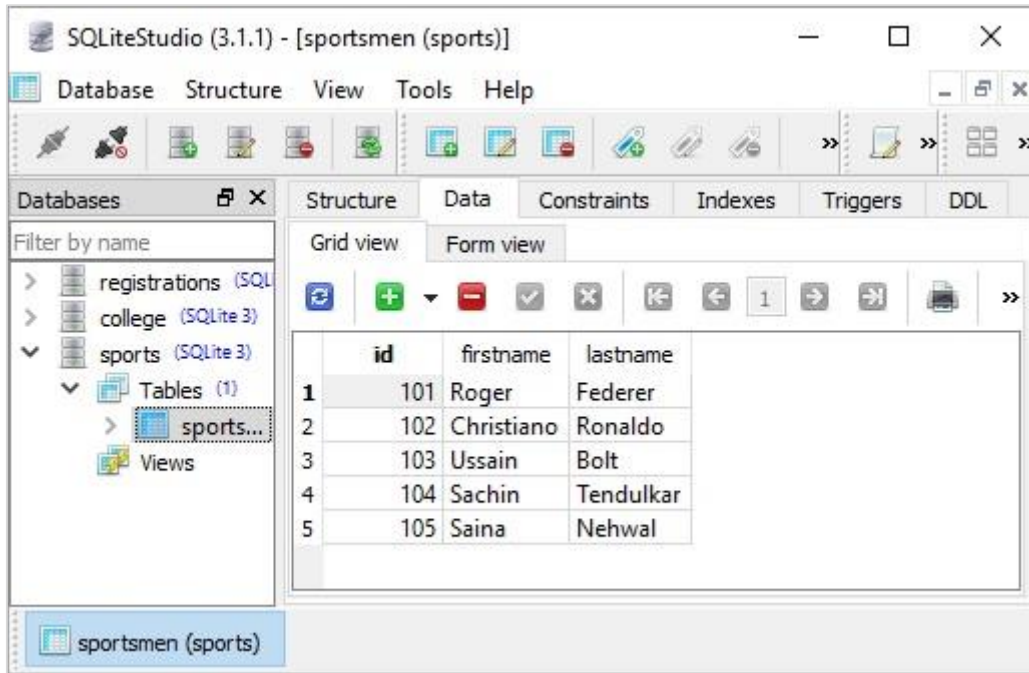 SQLiteStudio (3.1.1) - [sportsmen (sports)]
Database Structure View Tools Help
Databases
Filter by name
registrations (SQL
college (SQLite 3)
sports (SQLite 3)
Tables (1)
sports...
Views
Structure Data Constraints Indexes Triggers DDL
Grid view Form view
1
id firstname lastname
1 101 Roger Federer
2 102 Christiano Ronaldo
3 103 Ussain Bolt
4 104 Sachin Tendulkar
5 105 Saina Nehwal
sportsmen (sports)